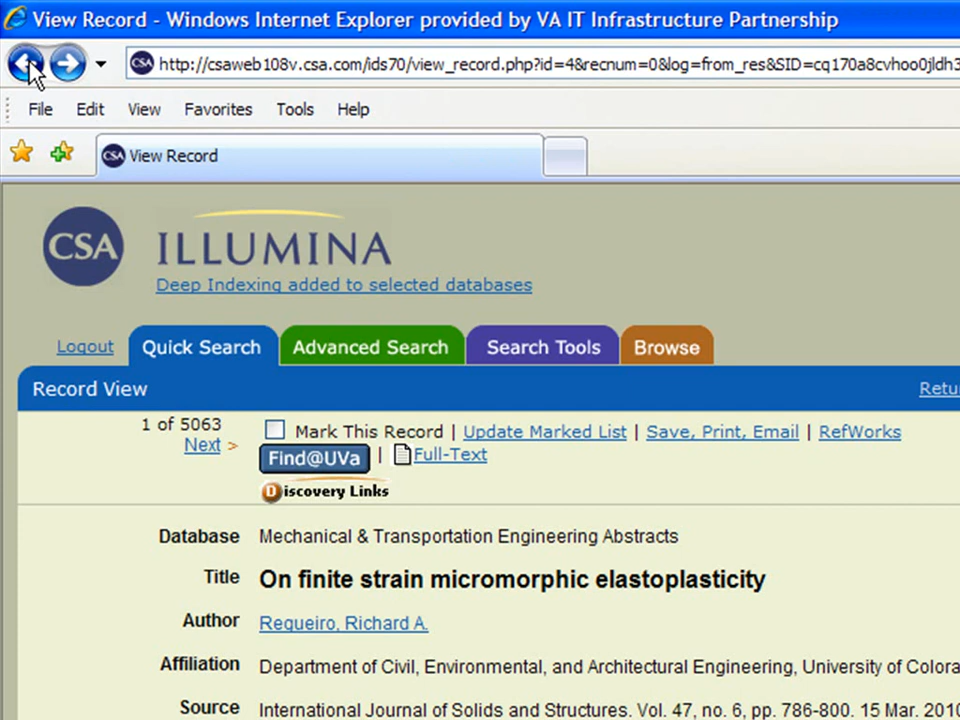 View Record - Windows Internet Explorer provided by VA IT Infrastructure Partnership
CSA http://csaweb108v.csa.com/ids70/view_record.php?id=4&recnum=0&log=from_res&SID=cq170a8cvhoo0jldh3
File Edit View Favorites Tools Help
CSA View Record
CSA ILLUMINA
Deep Indexing added to selected databases
Logout Quick Search Advanced Search Search Tools Browse
Record View Retu
1 of 5063 Mark This Record | Update Marked List | Save, Print, Email | RefWorks
Next > Find@UVa | Full-Text
Discovery Links
Database Mechanical & Transportation Engineering Abstracts
Title On finite strain micromorphic elastoplasticity
Author Regueiro, Richard A.
Affiliation Department of Civil, Environmental, and Architectural Engineering, University of Colora
Source International Journal of Solids and Structures. Vol. 47, no. 6, pp. 786-800. 15 Mar. 2010